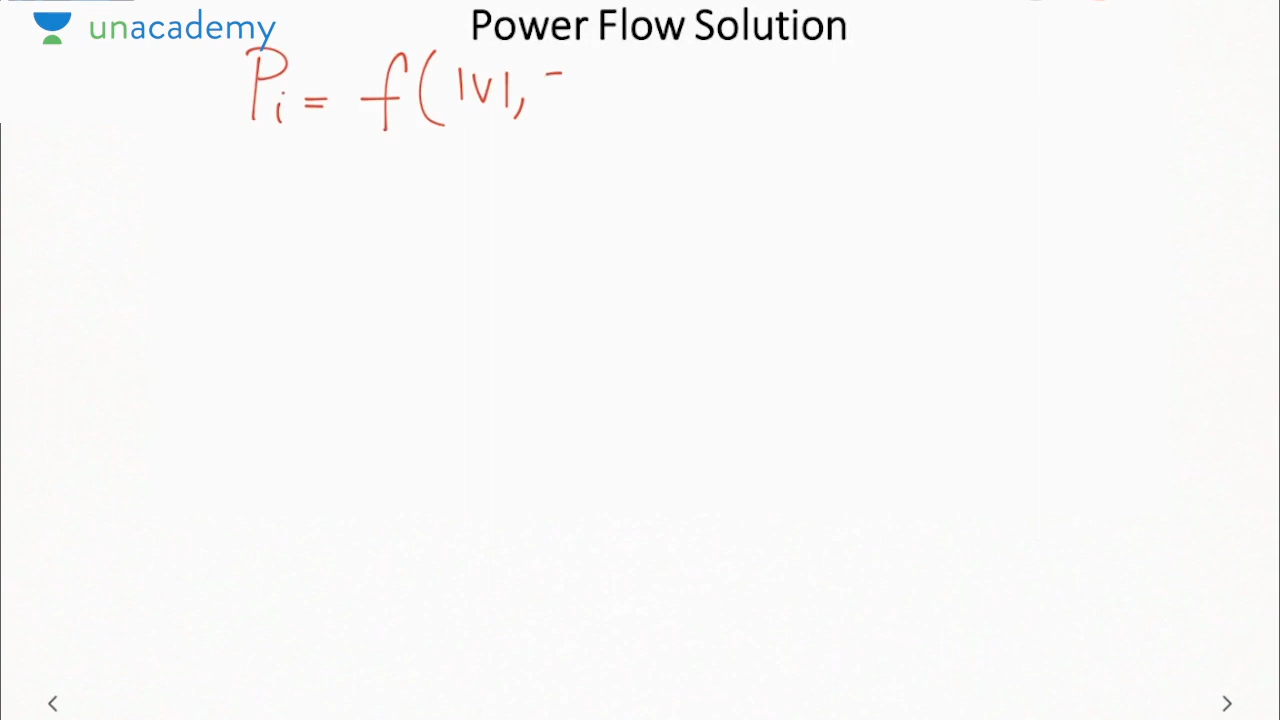 unacademy
Power Flow Solution
Pi = f(|V|,